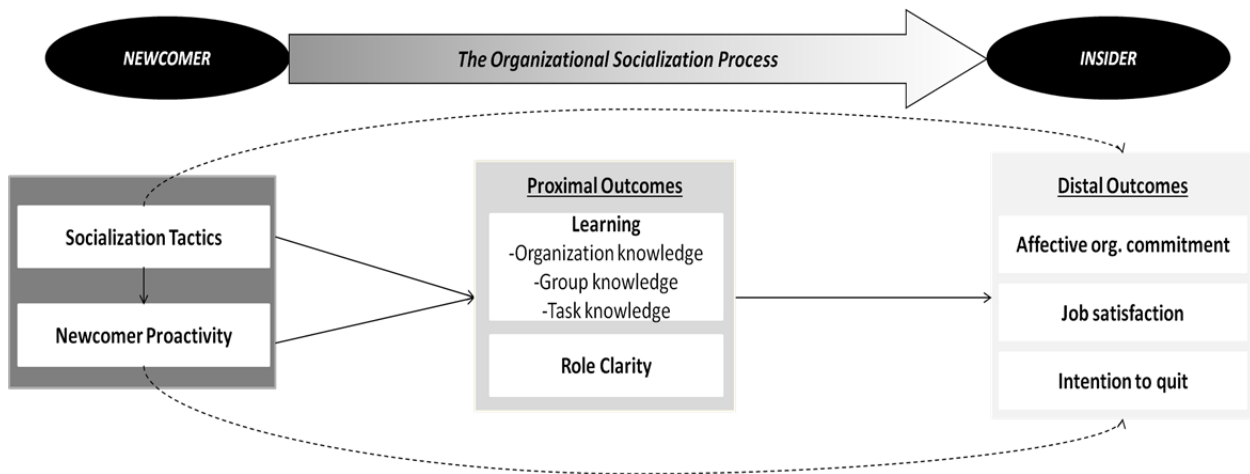 NEWCOMER
The Organizational Socialization Process
INSIDER
Socialization Tactics
Newcomer Proactivity
Proximal Outcomes
Learning
-Organization knowledge
-Group knowledge
-Task knowledge
Role Clarity
Distal Outcomes
Affective org. commitment
Job satisfaction
Intention to quit